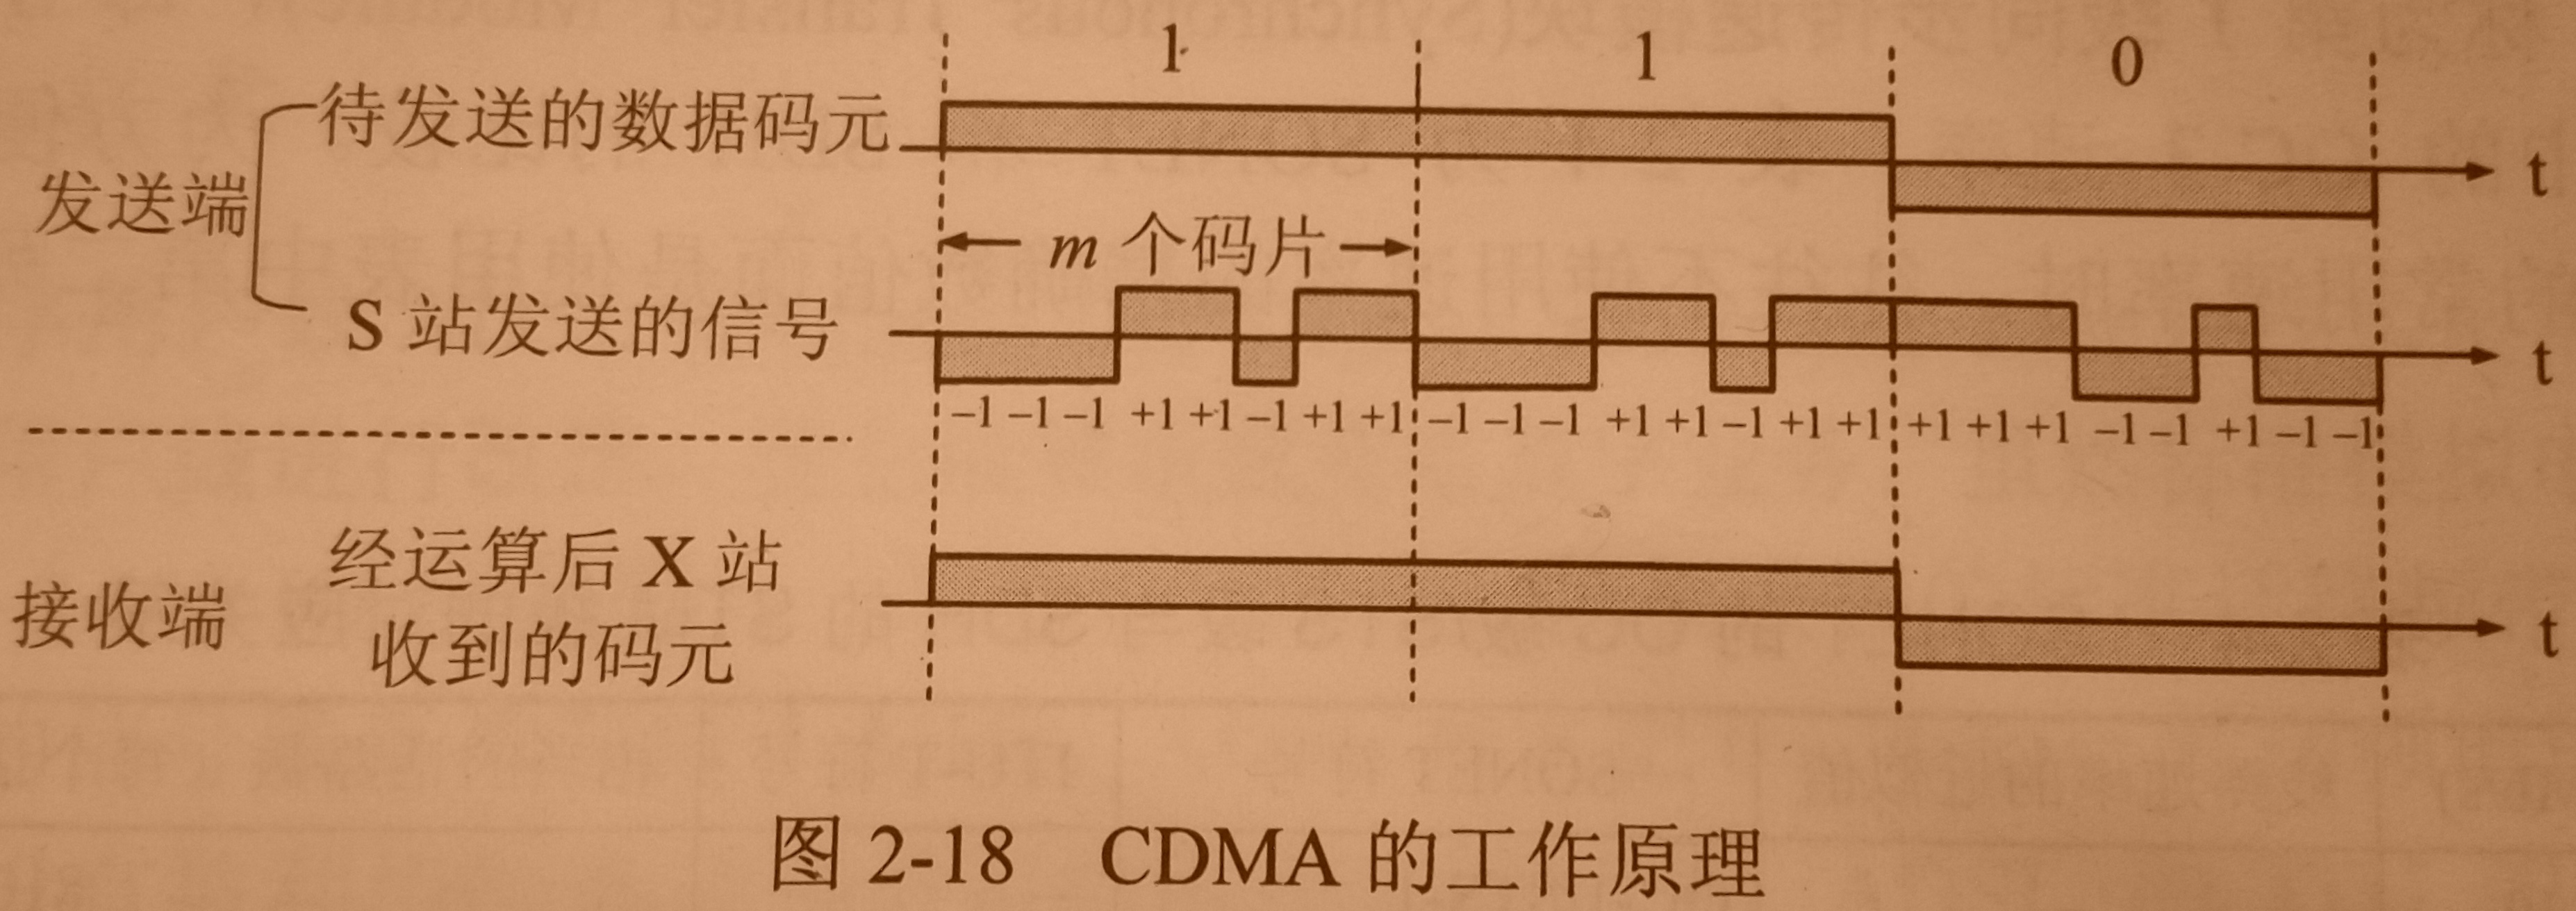 1 1 0
待发送的数据码元
t
发送端
m 个码片
S 站发送的信号
t
–1 –1 –1 +1 +1 –1 +1 +1 –1 –1 –1 +1 +1 –1 +1 +1 +1 +1 +1 –1 –1 +1 –1 –1
经运算后 X 站
接收端
收到的码元
t
图 2-18 CDMA 的工作原理